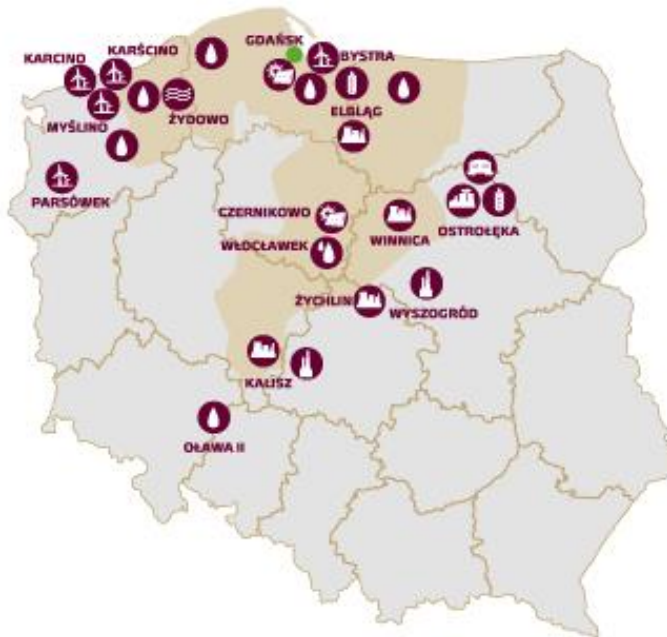 GDAŃSK
KARŚCINO
KARCINO
BYSTRA
ELBLĄG
MYŚLINO
ŻYDOWO
PARSÓWEK
CZERNIKOWO
WINNICA
OSTROŁĘKA
WŁOCŁAWEK
ŻYCHLIN
WYSZOGRÓD
KALISZ
OŁAWA II